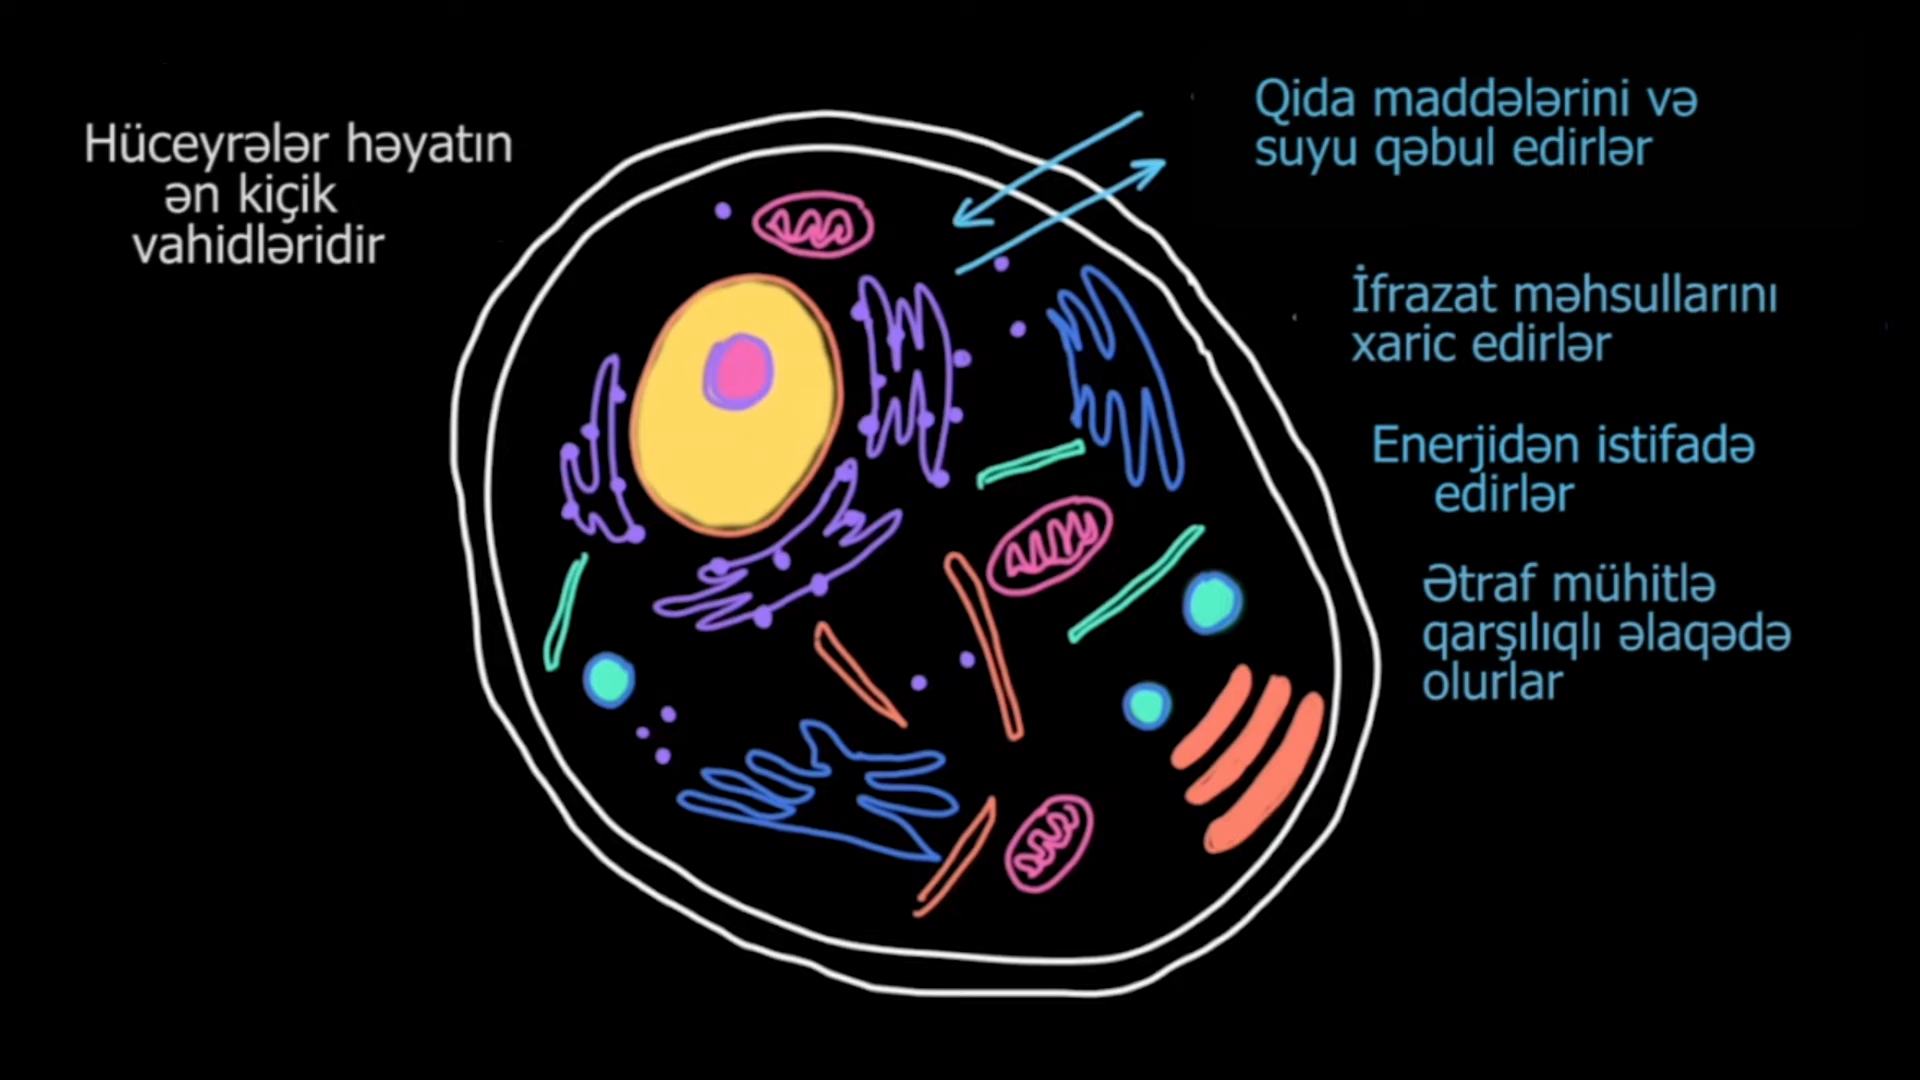 Hüceyrələr həyatın
ən kiçik
vahidləridir
Qida maddələrini və
suyu qəbul edirlər
İfrazat məhsullarını
xaric edirlər
Enerjidən istifadə
edirlər
Ətraf mühitlə
qarşılıqlı əlaqədə
olurlar